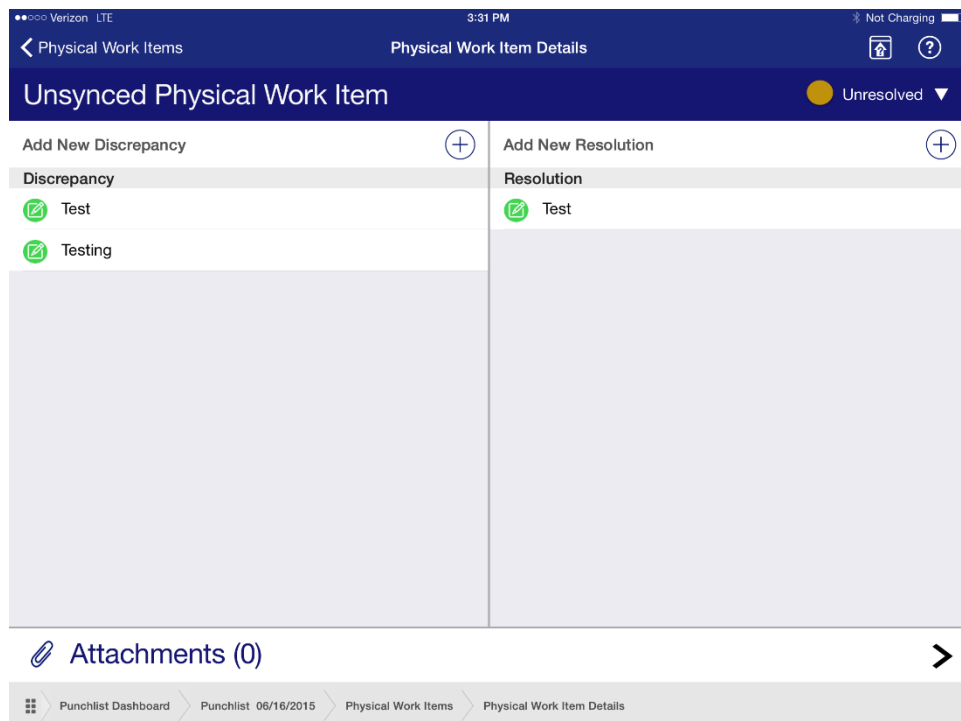 Verizon LTE 3:31 PM Not Charging
Physical Work Items Physical Work Item Details ?
Unsynced Physical Work Item Unresolved
Add New Discrepancy Add New Resolution
Discrepancy Resolution
Test Test
Testing
Attachments (0)
Punchlist Dashboard Punchlist 06/16/2015 Physical Work Items Physical Work Item Details